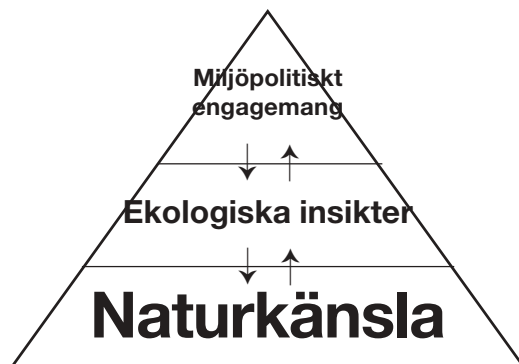 Miljöpolitiskt
engagemang
Ekologiska insikter
Naturkänsla